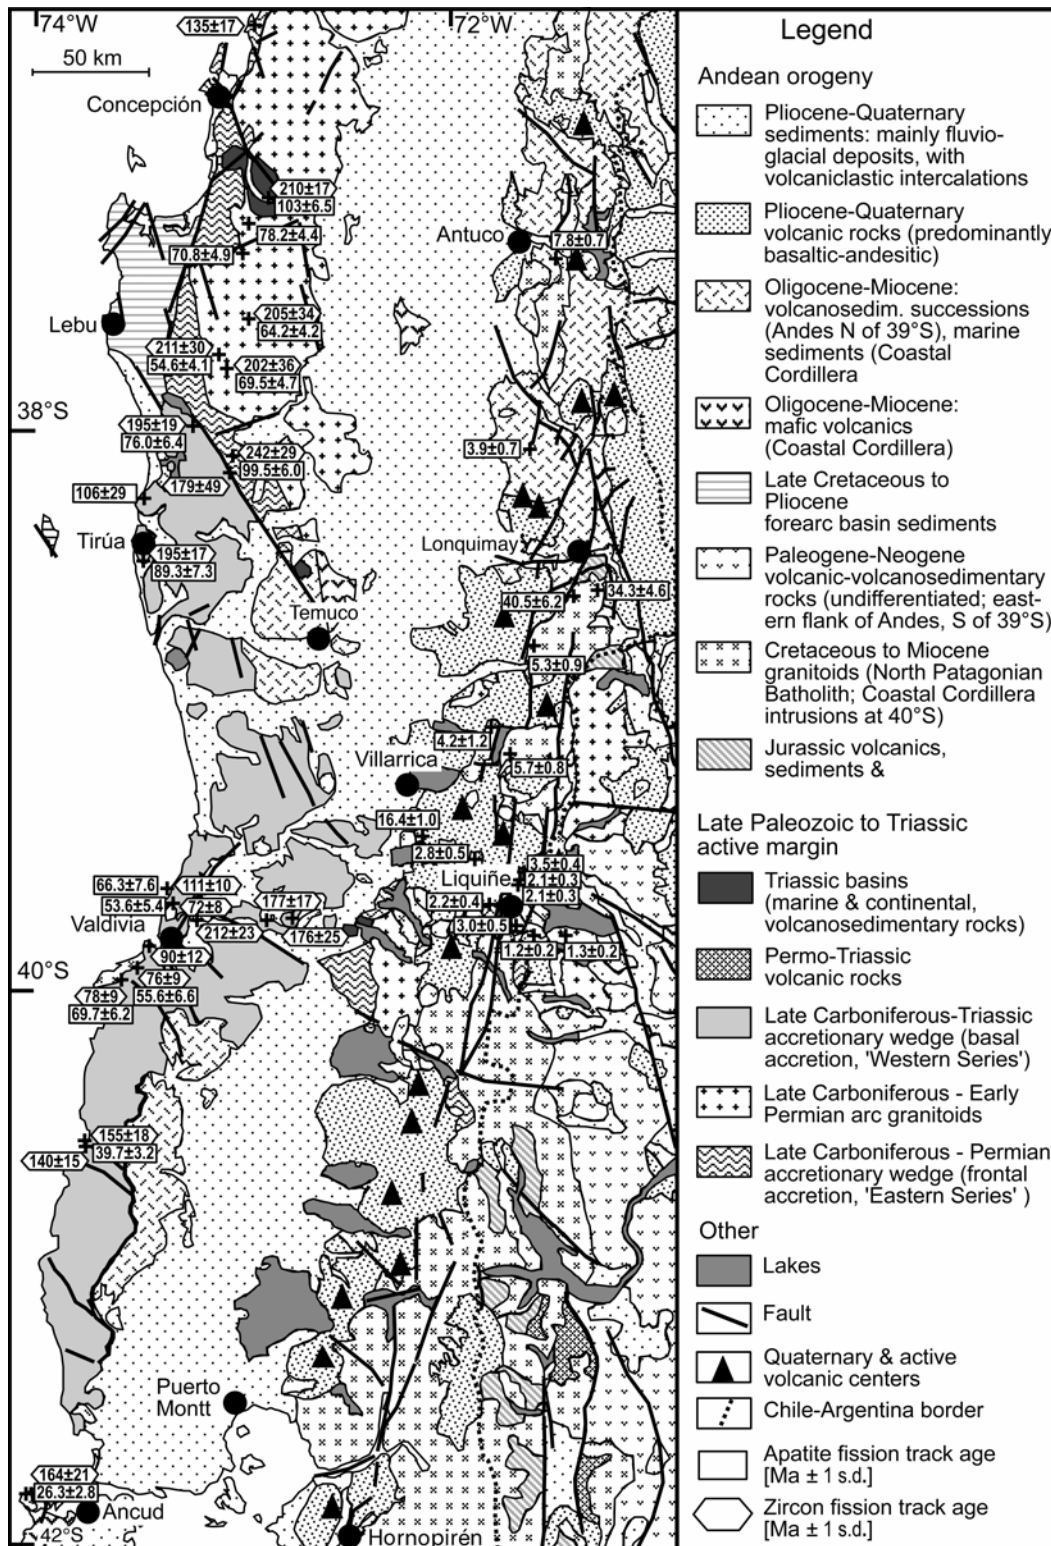 74°W
72°W
50 km
135±17
Concepción
210±17
103±6.5
78.2±4.4
70.8±4.9
Antuco
7.8±0.7
205±34
64.2±4.2
Lebu
211±30
54.6±4.1
202±36
69.5±4.7
38°S
195±19
76.0±6.4
3.9±0.7
242±29
99.5±6.0
179±49
106±29
Tirúa
195±17
89.3±7.3
Lonquimay
34.3±4.6
40.5±6.2
Temuco
5.3±0.9
4.2±1.2
Villarrica
5.7±0.8
16.4±1.0
2.8±0.5
3.5±0.4
Liquiñe
2.1±0.3
2.1±0.3
66.3±7.6
111±10
177±17
53.6±5.4
72±8
2.2±0.4
Valdivia
212±23
176±25
3.0±0.5
90±12
1.2±0.2
1.3±0.2
40°S
76±9
55.6±6.6
78±9
69.7±6.2
155±18
39.7±3.2
140±15
Puerto
Montt
164±21
26.3±2.8
Ancud
42°S
Hornopirén
Legend
Andean orogeny
Pliocene-Quaternary
sediments: mainly fluvio-
glacial deposits, with
volcaniclastic intercalations
Pliocene-Quaternary
volcanic rocks (predominantly
basaltic-andesitic)
Oligocene-Miocene:
volcanosedim. successions
(Andes N of 39°S), marine
sediments (Coastal
Cordillera
Oligocene-Miocene:
mafic volcanics
(Coastal Cordillera)
Late Cretaceous to
Pliocene
forearc basin sediments
Paleogene-Neogene
volcanic-volcanosedimentary
rocks (undifferentiated; east-
ern flank of Andes, S of 39°S)
Cretaceous to Miocene
granitoids (North Patagonian
Batholith; Coastal Cordillera
intrusions at 40°S)
Jurassic volcanics,
sediments &
Late Paleozoic to Triassic
active margin
Triassic basins
(marine & continental,
volcanosedimentary rocks)
Permo-Triassic
volcanic rocks
Late Carboniferous-Triassic
accretionary wedge (basal
accretion, 'Western Series')
Late Carboniferous - Early
Permian arc granitoids
Late Carboniferous - Permian
accretionary wedge (frontal
accretion, 'Eastern Series' )
Other
Lakes
Fault
Quaternary & active
volcanic centers
Chile-Argentina border
Apatite fission track age
[Ma ± 1 s.d.]
Zircon fission track age
[Ma ± 1 s.d.]